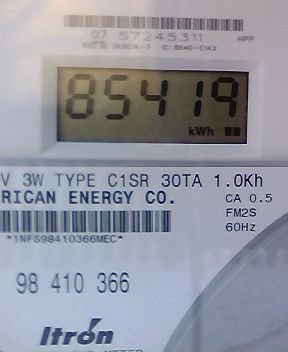 07 57245311 MFP
85419
kWh
V 3W TYPE C1SR 30TA 1.0Kh
RICAN ENERGY CO. CA 0.5
FM2S
*1NFS98410366MEC* 60Hz
98 410 366
Itron